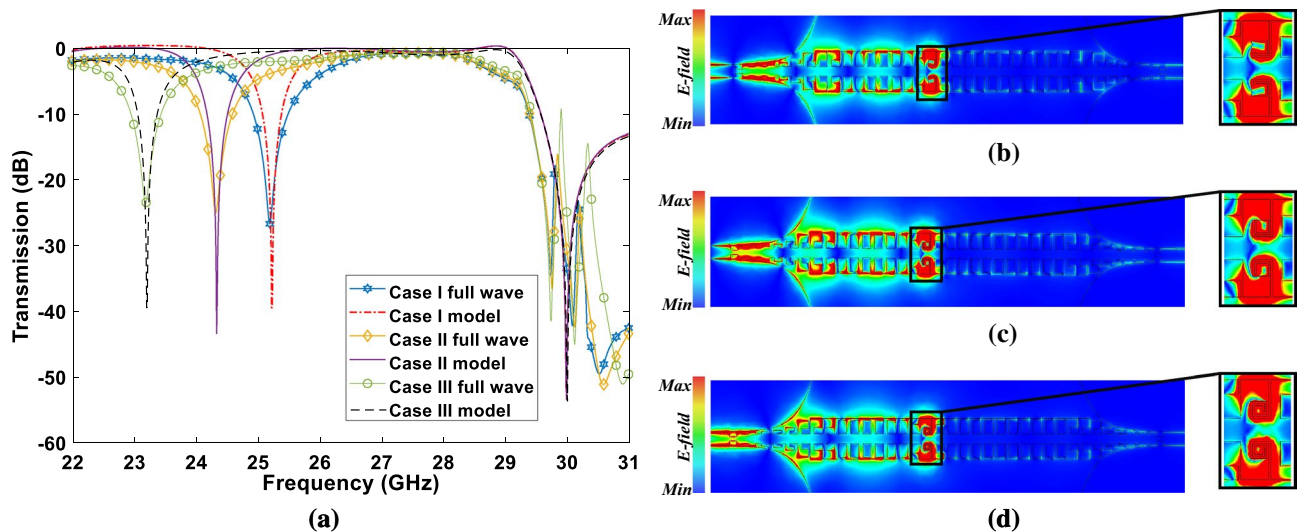 0
-10
-20
-30
-40
-50
-60
22 23 24 25 26 27 28 29 30 31
Transmission (dB)
Frequency (GHz)
Case I full wave
Case I model
Case II full wave
Case II model
Case III full wave
Case III model
(a)
Max
E-field
Min
(b)
Max
E-field
Min
(c)
Max
E-field
Min
(d)